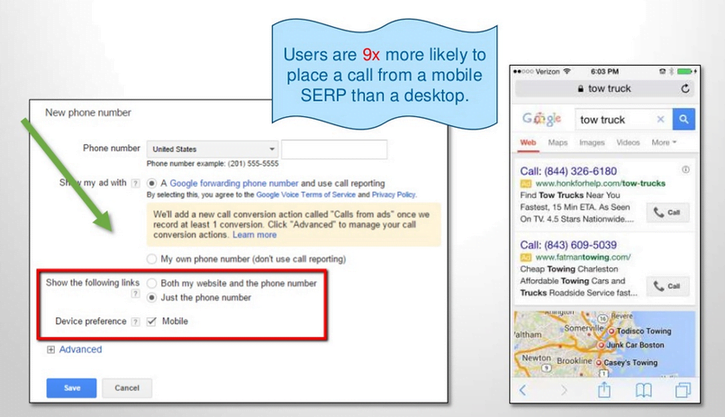 Users are 9x more likely to
place a call from a mobile
SERP than a desktop.
New phone number
Phone number
United States
Phone number example: (201) 555-5555
Show my ad with ?
A Google forwarding phone number and use call reporting
By selecting this, you agree to the Google Voice Terms of Service and Privacy Policy.
We'll add a new call conversion action called "Calls from ads" once we
record at least 1 conversion. Click "Advanced" to manage your call
conversion actions. Learn more
My own phone number (don't use call reporting)
Show the following links ?
Both my website and the phone number
Just the phone number
Device preference ? Mobile
Advanced
Save Cancel
Verizon 6:03 PM
tow truck
Google tow truck
Web Maps Images Videos More
Call: (844) 326-6180
Ad www.honkforhelp.com/tow-trucks
Find Tow Trucks Near You
Fastest, 15 Min ETA. As Seen
On TV. 4.5 Stars Nationwide....
Call
Call: (843) 609-5039
Ad www.fatmantowing.com/
Cheap Towing Charleston
Affordable Towing Cars and
Trucks Roadside Service fast...
Call
Revere
Somerville Todisco Towing
Junk Car Boston
Newton Brookline Casey's Towing